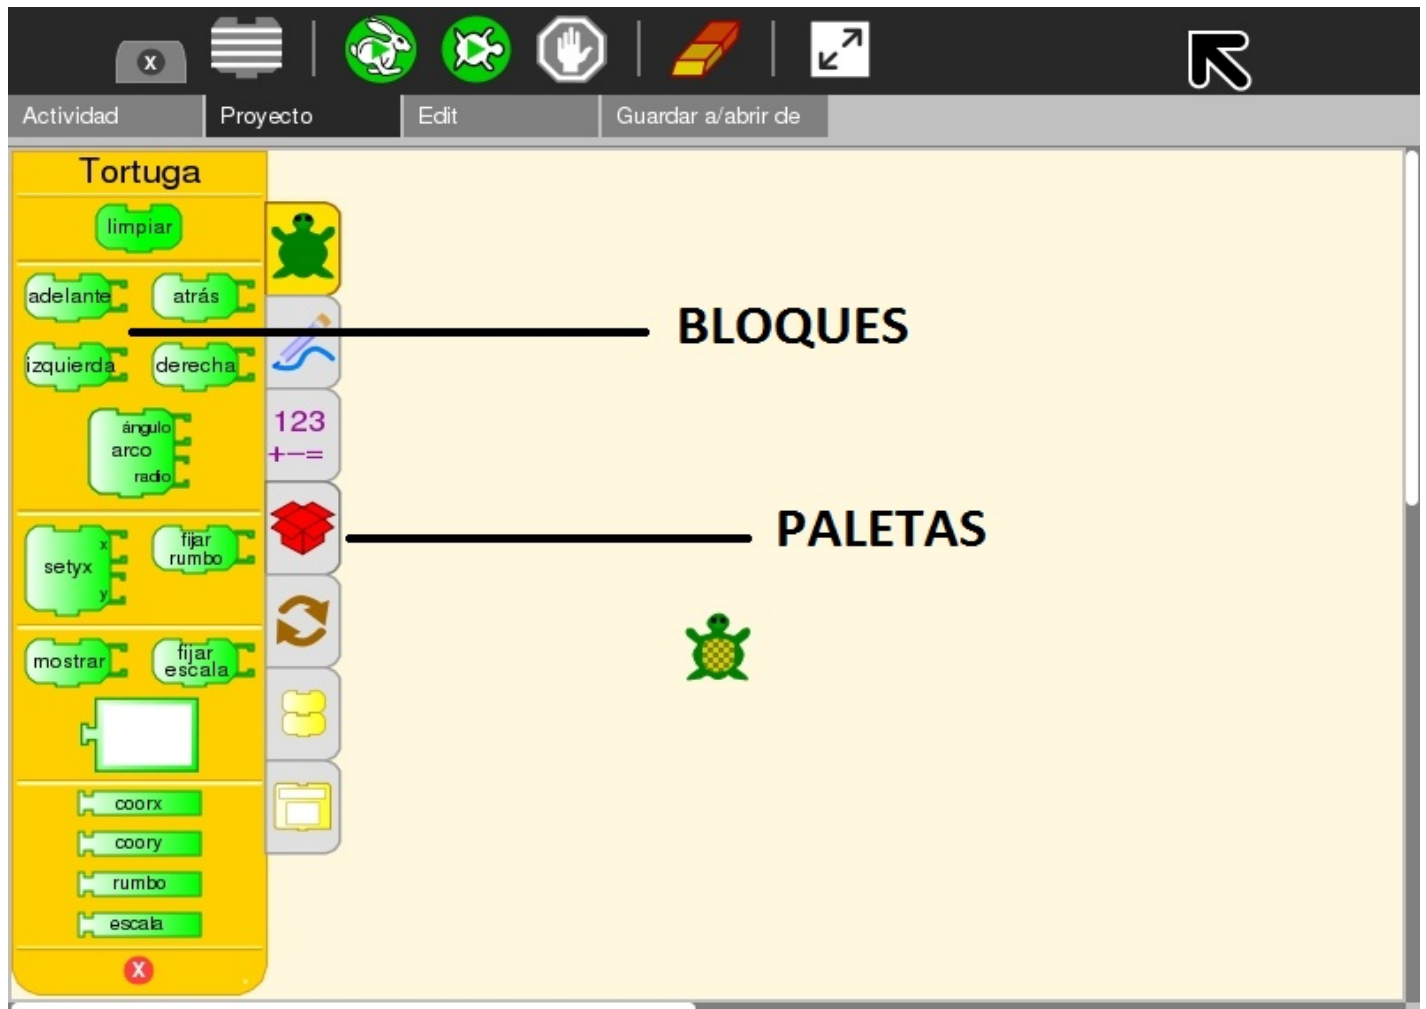 X
Actividad
Proyecto
Edit
Guardar a/abrir de
Tortuga
limpiar
adelante
atrás
BLOQUES
izquierda
derecha
123
+−=
ángulo
arco
radio
PALETAS
x
setyx
y
fijar
rumbo
mostrar
fijar
escala
coorx
coory
rumbo
escala
X